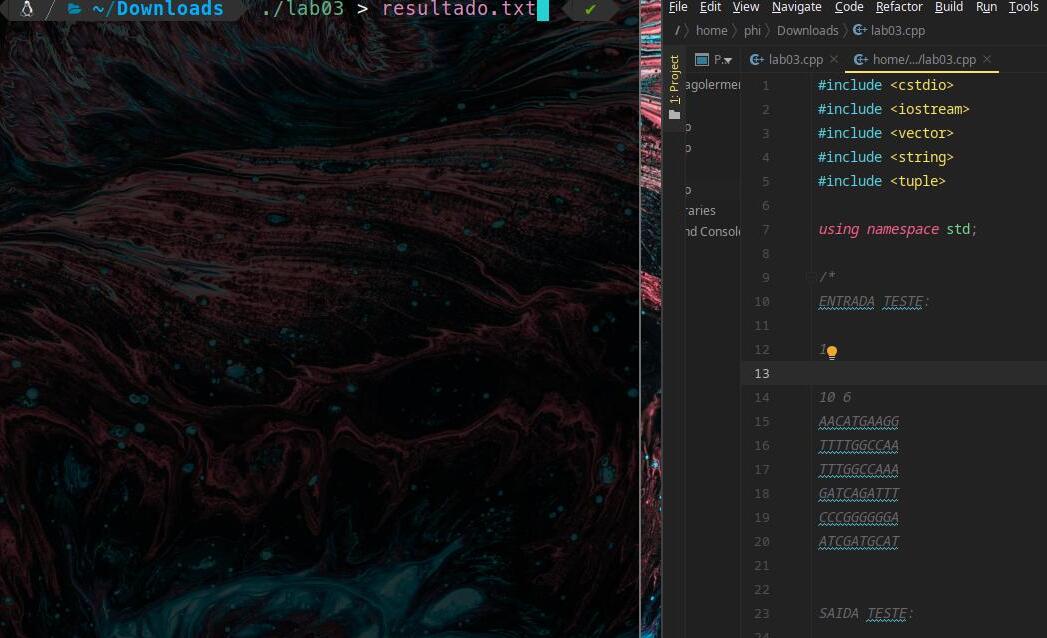 ~/Downloads ./lab03 > resultado.txt ✔
File Edit View Navigate Code Refactor Build Run Tools
/ home phi Downloads lab03.cpp
1: Project
P.
lab03.cpp × home/.../lab03.cpp ×
agolermer
p
p
p
raries
nd Console
1 #include <cstdio>
2 #include <iostream>
3 #include <vector>
4 #include <string>
5 #include <tuple>
6
7 using namespace std;
8
9 /*
10 ENTRADA TESTE:
11
12 1
13
14 10 6
15 AACATGAAGG
16 TTTTGGCCAA
17 TTTGGCCAAA
18 GATCAGATTT
19 CCCGGGGGGA
20 ATCGATGCAT
21
22
23 SAIDA TESTE: